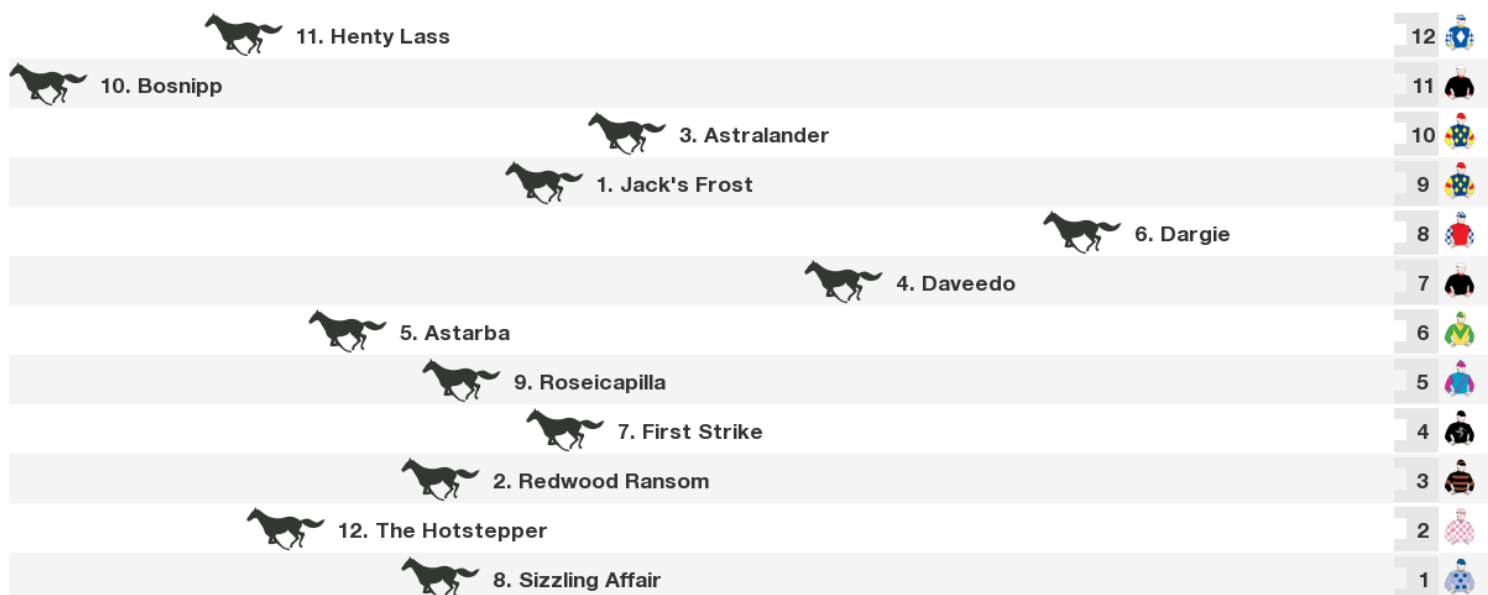 11. Henty Lass 12
10. Bosnipp 11
3. Astralander 10
1. Jack's Frost 9
6. Dargie 8
4. Daveedo 7
5. Astarba 6
9. Roseicapilla 5
7. First Strike 4
2. Redwood Ransom 3
12. The Hotstepper 2
8. Sizzling Affair 1